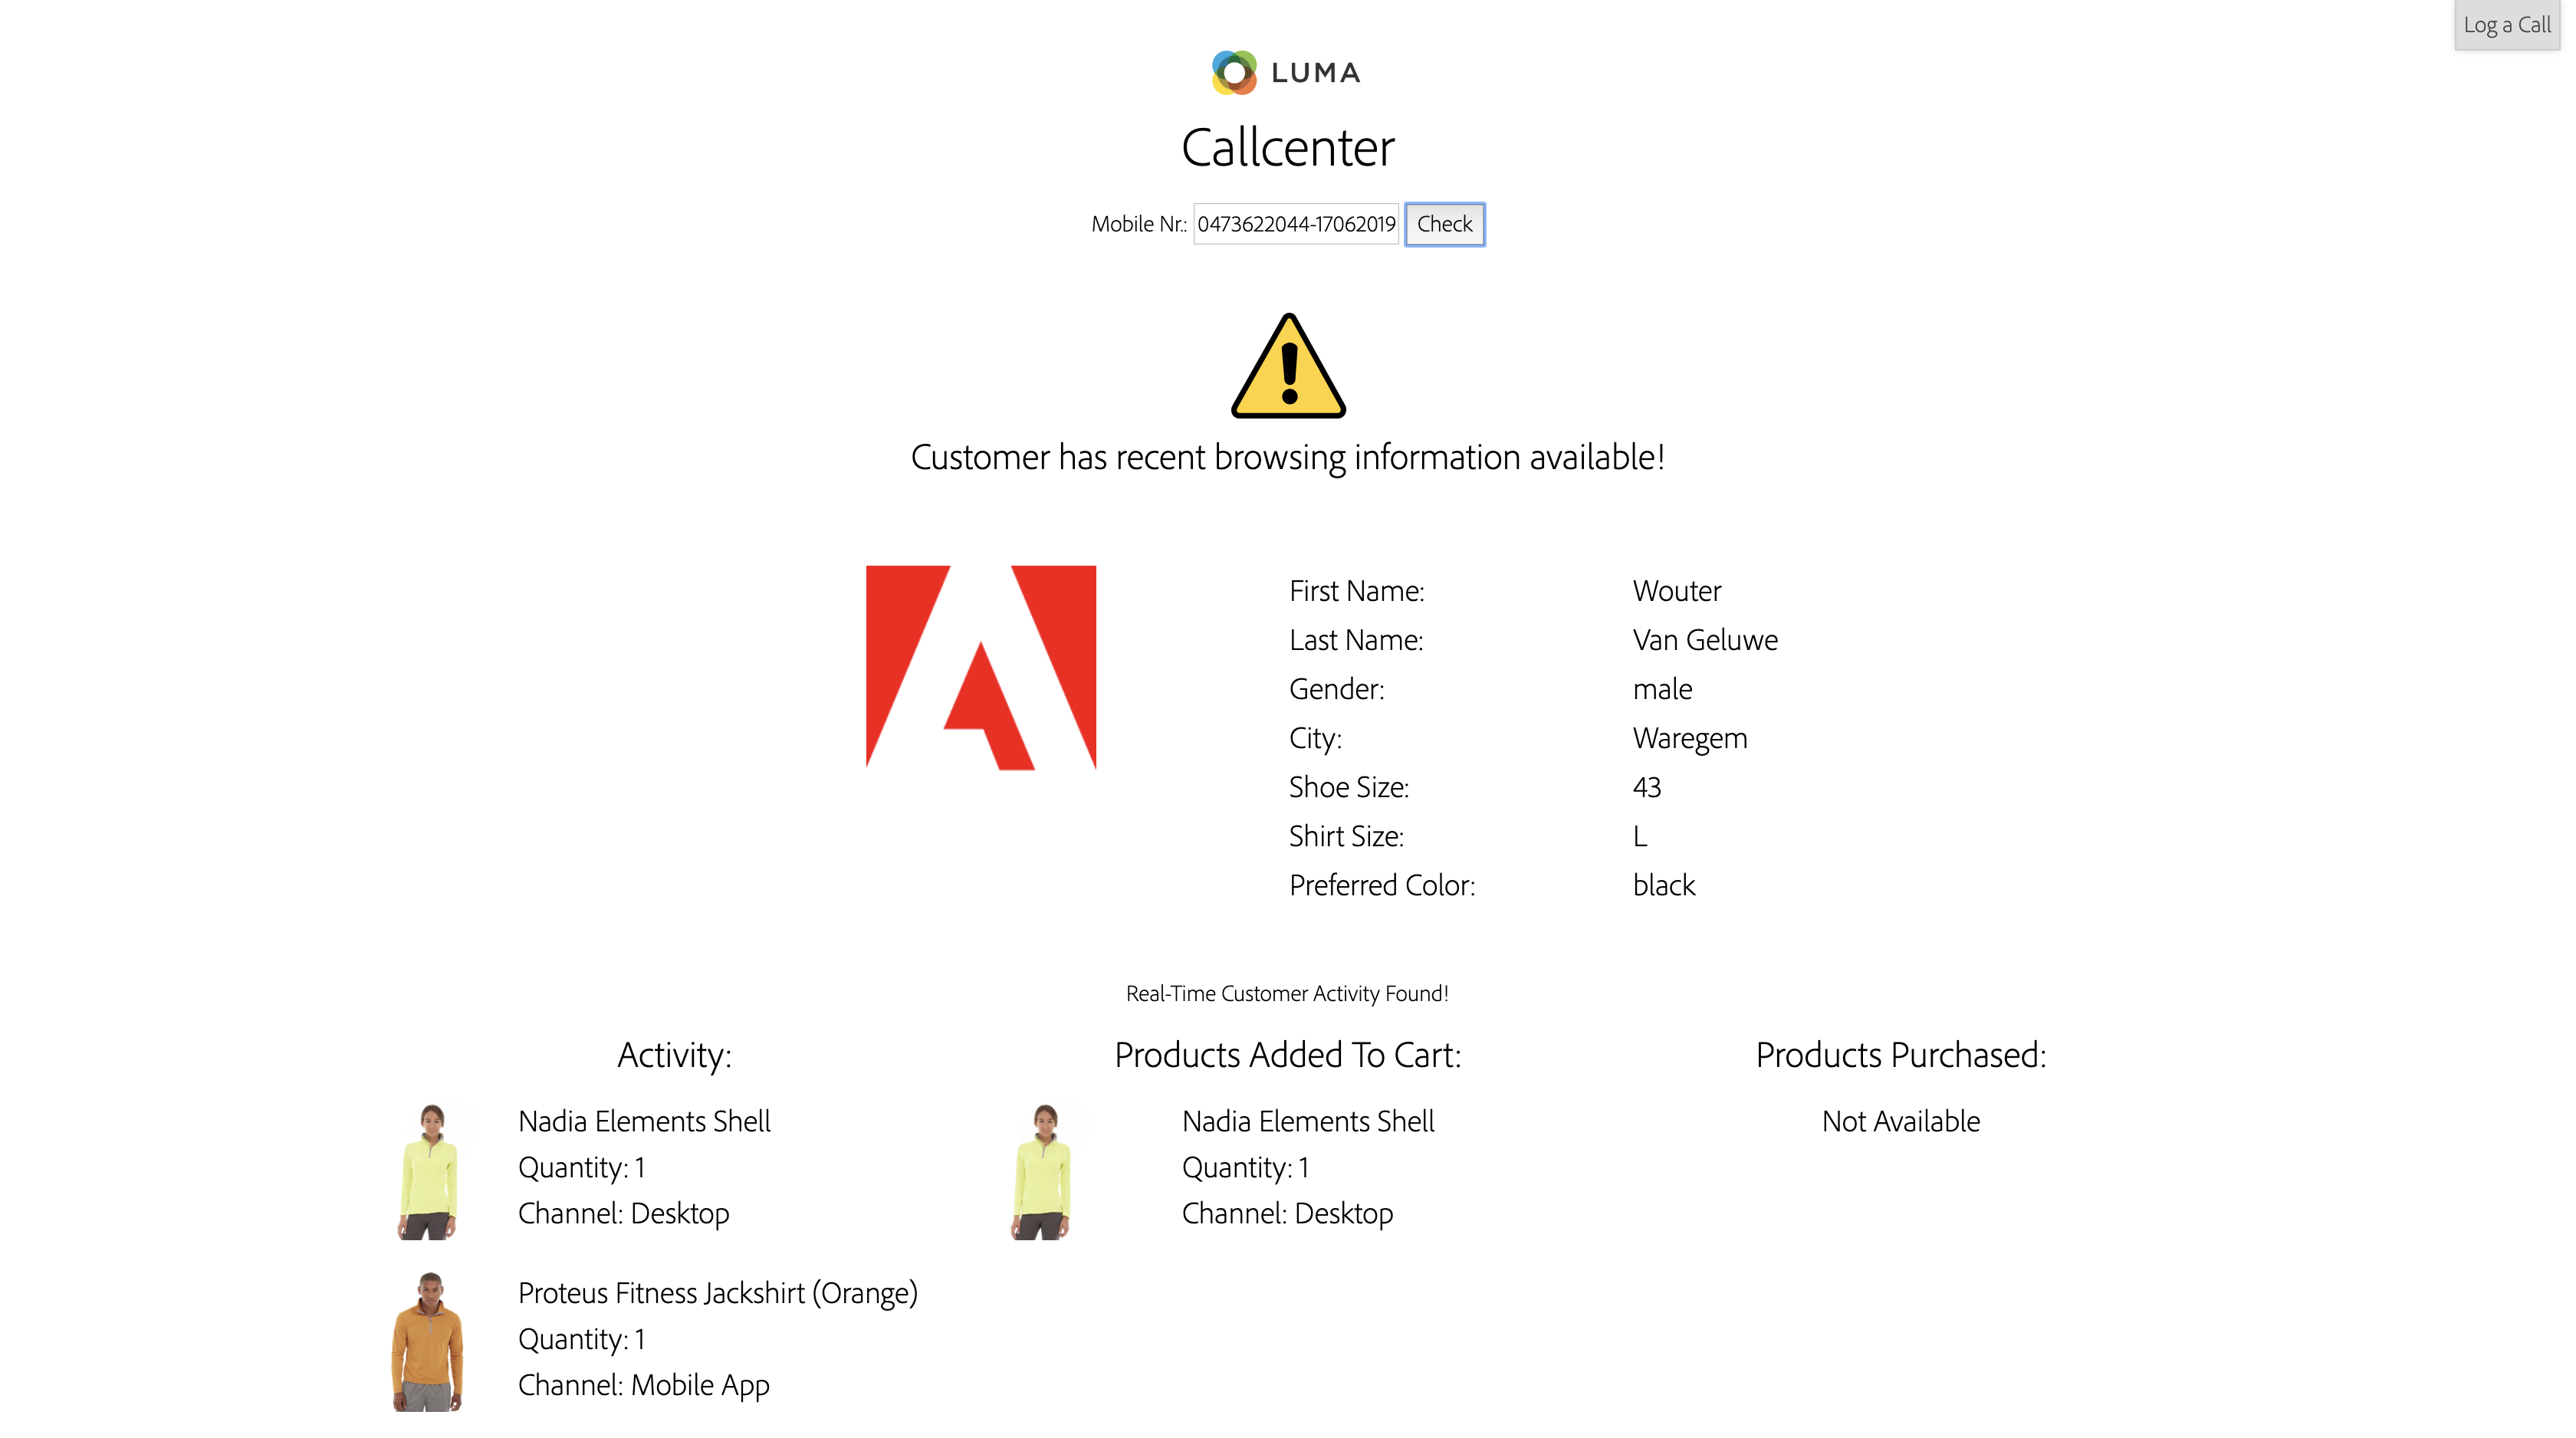 Log a Call
LUMA
Callcenter
Mobile Nr.: 0473622044-17062019 Check
Customer has recent browsing information available!
First Name: Wouter
Last Name: Van Geluwe
Gender: male
City: Waregem
Shoe Size: 43
Shirt Size: L
Preferred Color: black
Real-Time Customer Activity Found!
Activity:
Nadia Elements Shell
Quantity: 1
Channel: Desktop
Proteus Fitness Jackshirt (Orange)
Quantity: 1
Channel: Mobile App
Products Added To Cart:
Nadia Elements Shell
Quantity: 1
Channel: Desktop
Products Purchased:
Not Available